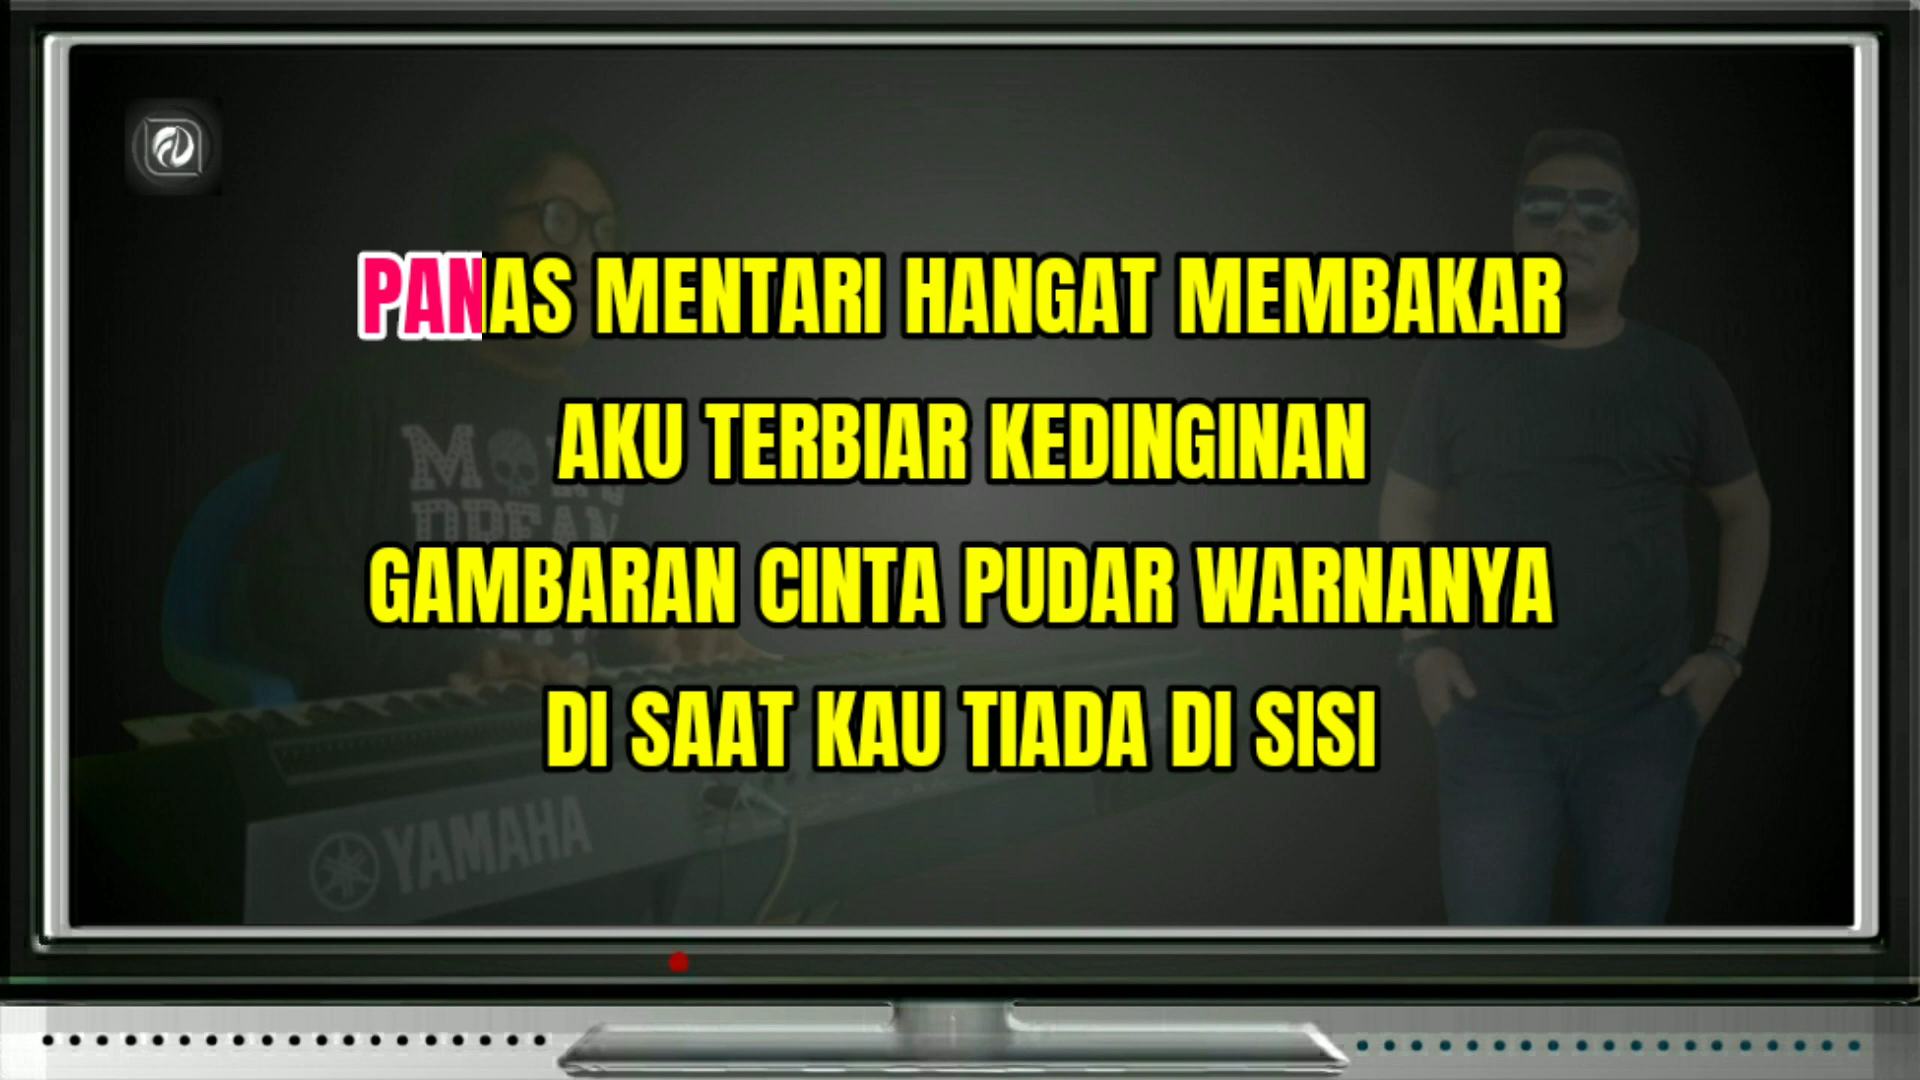 PANAS MENTARI HANGAT MEMBAKAR
AKU TERBIAR KEDINGINAN
GAMBARAN CINTA PUDAR WARNANYA
DI SAAT KAU TIADA DI SISI
YAMAHA